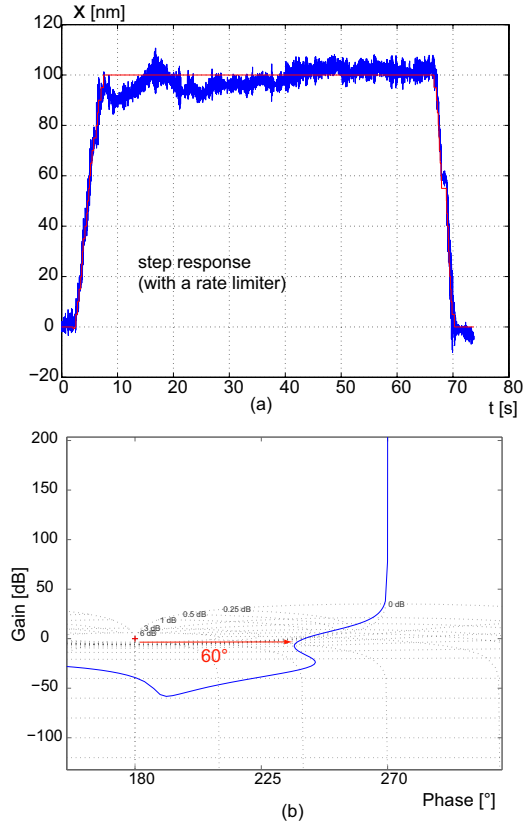 X [nm]
120
100
80
60
40
20
0
−20
0 10 20 30 40 50 60 70 80
step response
(with a rate limiter)
t [s]
(a)
200
150
100
50
0
−50
−100
Gain [dB]
0.25 dB
0.5 dB
1 dB
3 dB
6 dB
0 dB
60°
180 225 270
Phase [°]
(b)